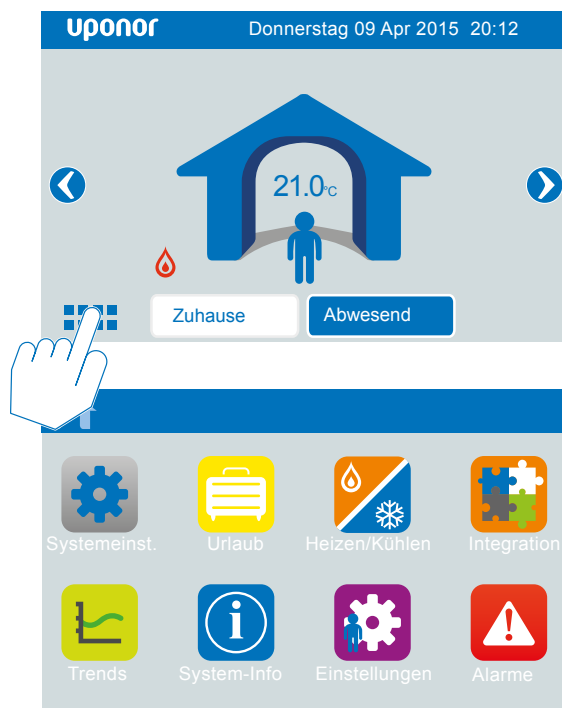 uponor Donnerstag 09 Apr 2015 20:12
21.0°C
Zuhause Abwesend
Systemeinst. Urlaub Heizen/Kühlen Integration
Trends System-Info Einstellungen Alarme